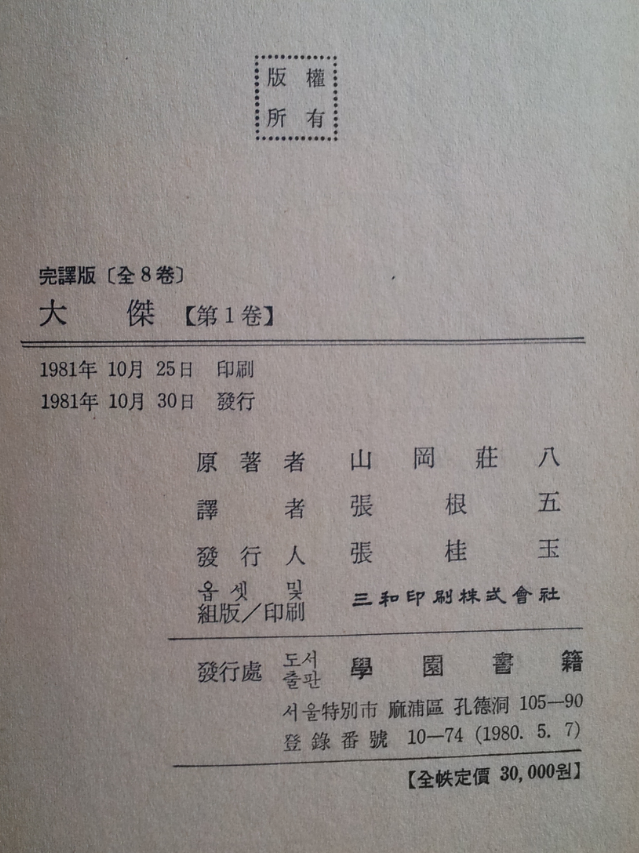 版 權
所 有
完譯版〔全8卷〕
大 傑【第1卷】
1981年 10月 25日 印刷
1981年 10月 30日 發行
原著者 山岡莊八
譯者 張根五
發行人 張桂玉
옵셋 및
組版/印刷 三和印刷株式會社
發行處 도서출판 學園書籍
서울特別市 麻浦區 孔德洞 105—90
登錄番號 10—74 (1980. 5. 7)
【全帙定價 30,000원】